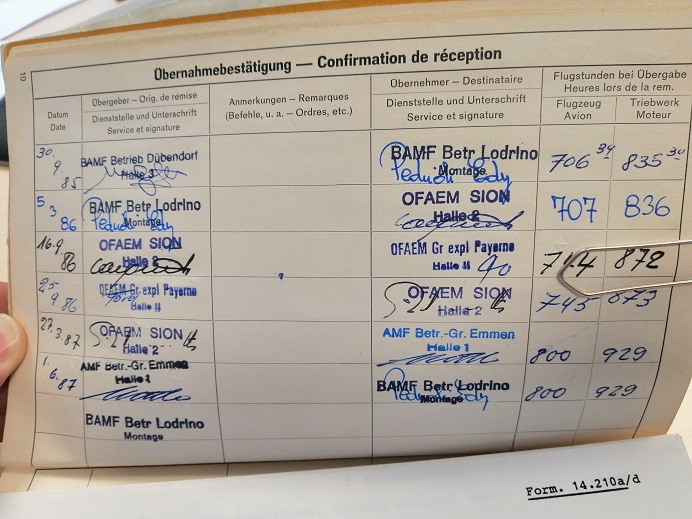 10
Übernahmebestätigung — Confirmation de réception
Datum
Date
Übergeber — Orig. de remise
Dienststelle und Unterschrift
Service et signature
Anmerkungen — Remarques
(Befehle, u. a. — Ordres, etc.)
Übernehmer — Destinataire
Dienststelle und Unterschrift
Service et signature
Flugstunden bei Übergabe
Heures lors de la rem.
Flugzeug
Avion
Triebwerk
Moteur
30. 9 85 BAMF Betrieb Dübendorf BAMF Betr Lodrino 706 34 835 30
Halle 3 Montage
5 3 86 BAMF Betr Lodrino OFAEM SION 707 836
Montage Halle 2
16.9 86 OFAEM SION OFAEM Gr expl Payerne 744 872
Halle 2 Halle II
25 9 86 OFAEM Gr. expl Payerne OFAEM SION 745 873
Halle II Halle 2
27.3.87 OFAEM SION AMF Betr.-Gr. Emmen 800 929
Halle 2 Halle 1
1. 6.87 AMF Betr.-Gr. Emmen BAMF Betr Lodrino 800 929
Halle 1 Montage
BAMF Betr Lodrino
Montage
Form. 14.210a/d